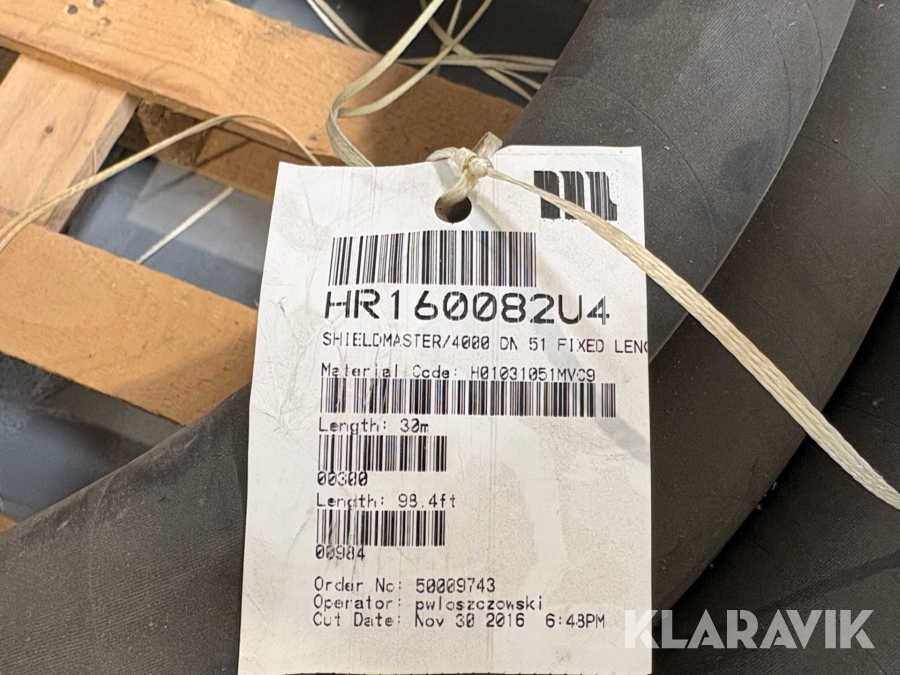 HR160082U4
SHIELDMASTER/4000 DN 51 FIXED LENG
Material Code: H01031051MVC9
Length: 30m
00300
Length: 98.4ft
00984
Order No: 50009743
Operator: pwloszczowski
Cut Date: Nov 30 2016 6:48PM
KLARAVIK